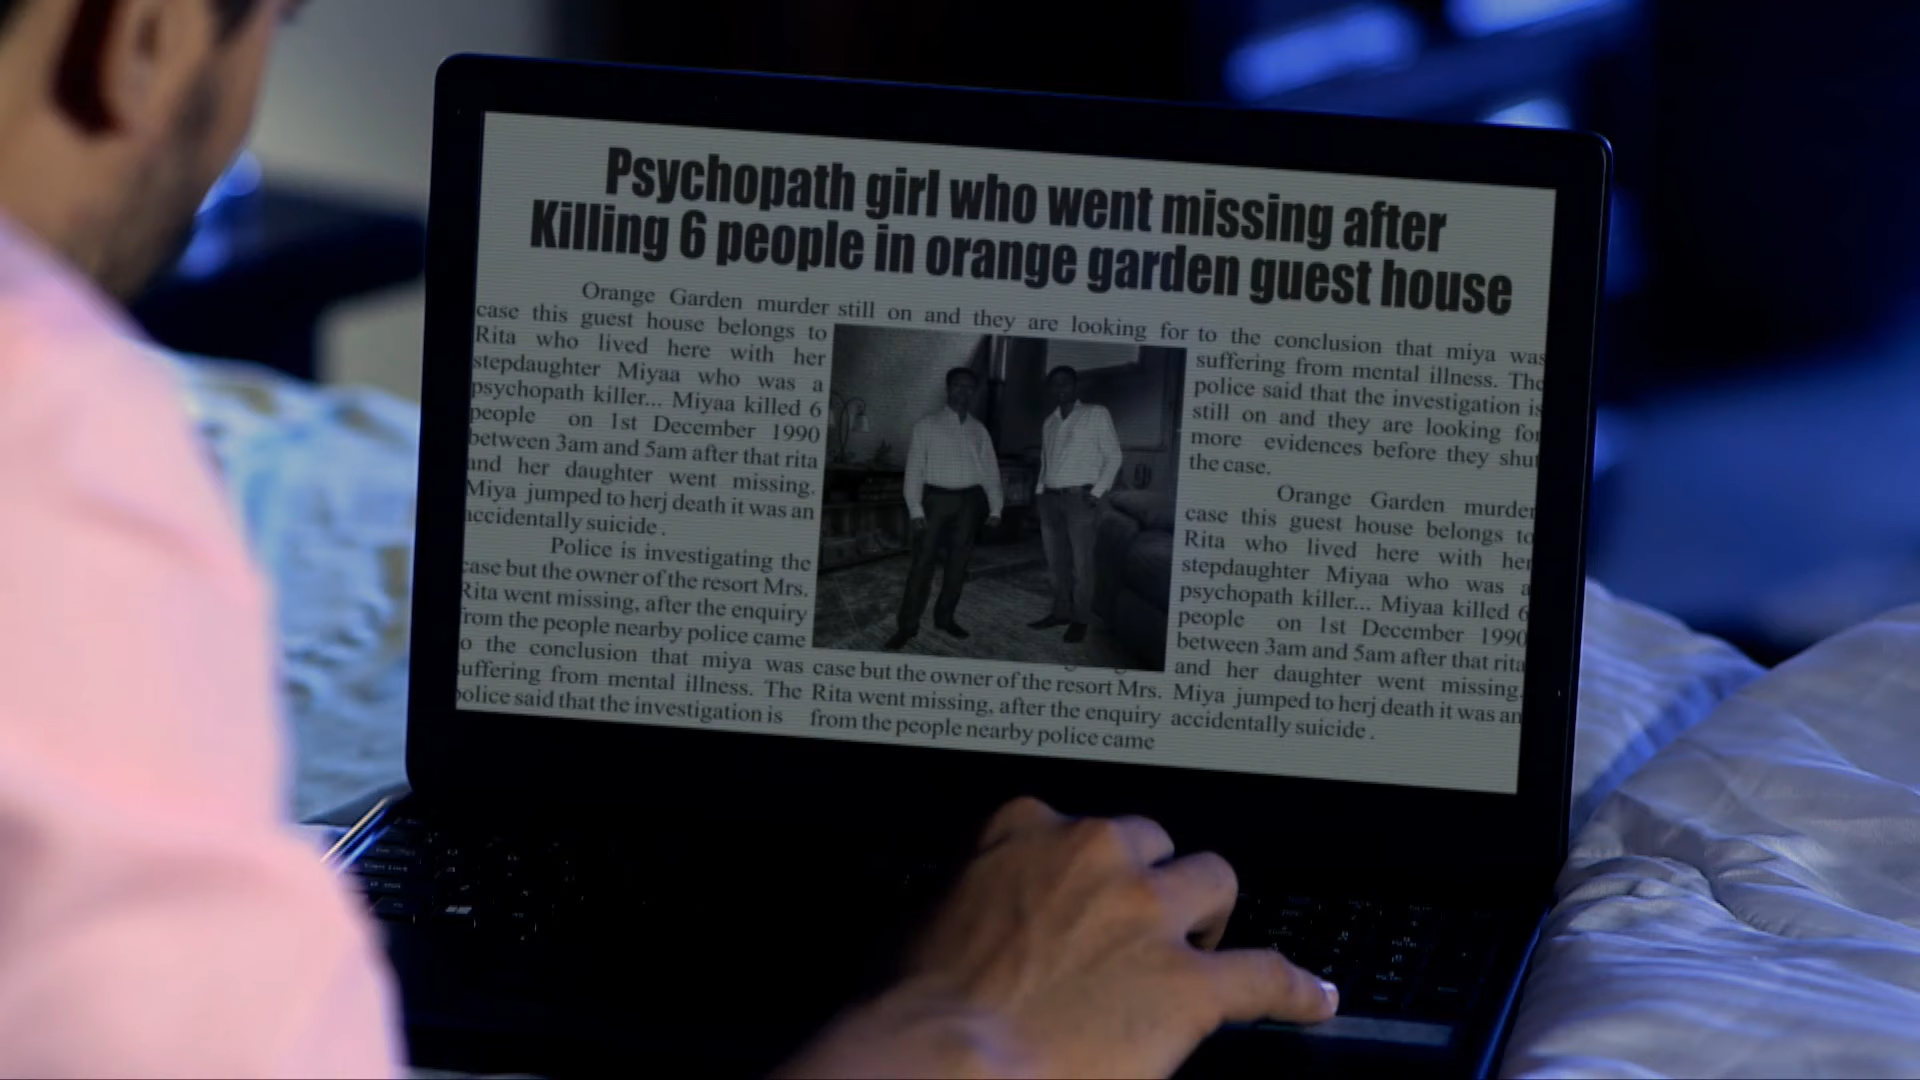 Psychopath girl who went missing after
Killing 6 people in orange garden guest house
Orange Garden murder
case this guest house belongs to
Rita who lived here with her
stepdaughter Miyaa who was a
psychopath killer... Miyaa killed 6
people on 1st December 1990
between 3am and 5am after that rita
and her daughter went missing.
Miya jumped to herj death it was an
accidentally suicide .
Police is investigating the
case but the owner of the resort Mrs.
Rita went missing, after the enquiry
from the people nearby police came
o the conclusion that miya was
suffering from mental illness. The
police said that the investigation is
still on and they are looking for
case but the owner of the resort Mrs.
Rita went missing, after the enquiry
from the people nearby police came
to the conclusion that miya was
suffering from mental illness. The
police said that the investigation is
still on and they are looking for
more evidences before they shut
the case.
Orange Garden murder
case this guest house belongs to
Rita who lived here with her
stepdaughter Miyaa who was a
psychopath killer... Miyaa killed 6
people on 1st December 1990
between 3am and 5am after that rita
and her daughter went missing.
Miya jumped to herj death it was an
accidentally suicide .